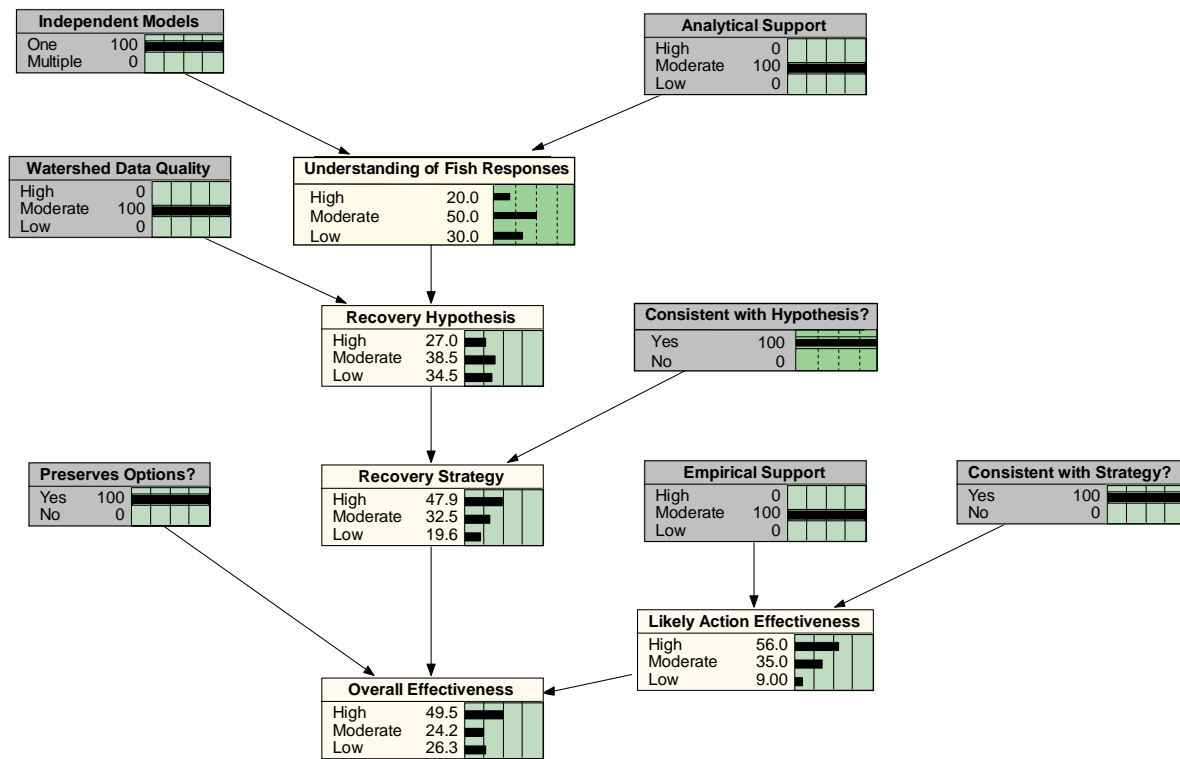 Independent Models
One 100
Multiple 0
Analytical Support
High 0
Moderate 100
Low 0
Watershed Data Quality
High 0
Moderate 100
Low 0
Understanding of Fish Responses
High 20.0
Moderate 50.0
Low 30.0
Recovery Hypothesis
High 27.0
Moderate 38.5
Low 34.5
Consistent with Hypothesis?
Yes 100
No 0
Preserves Options?
Yes 100
No 0
Recovery Strategy
High 47.9
Moderate 32.5
Low 19.6
Empirical Support
High 0
Moderate 100
Low 0
Consistent with Strategy?
Yes 100
No 0
Likely Action Effectiveness
High 56.0
Moderate 35.0
Low 9.00
Overall Effectiveness
High 49.5
Moderate 24.2
Low 26.3